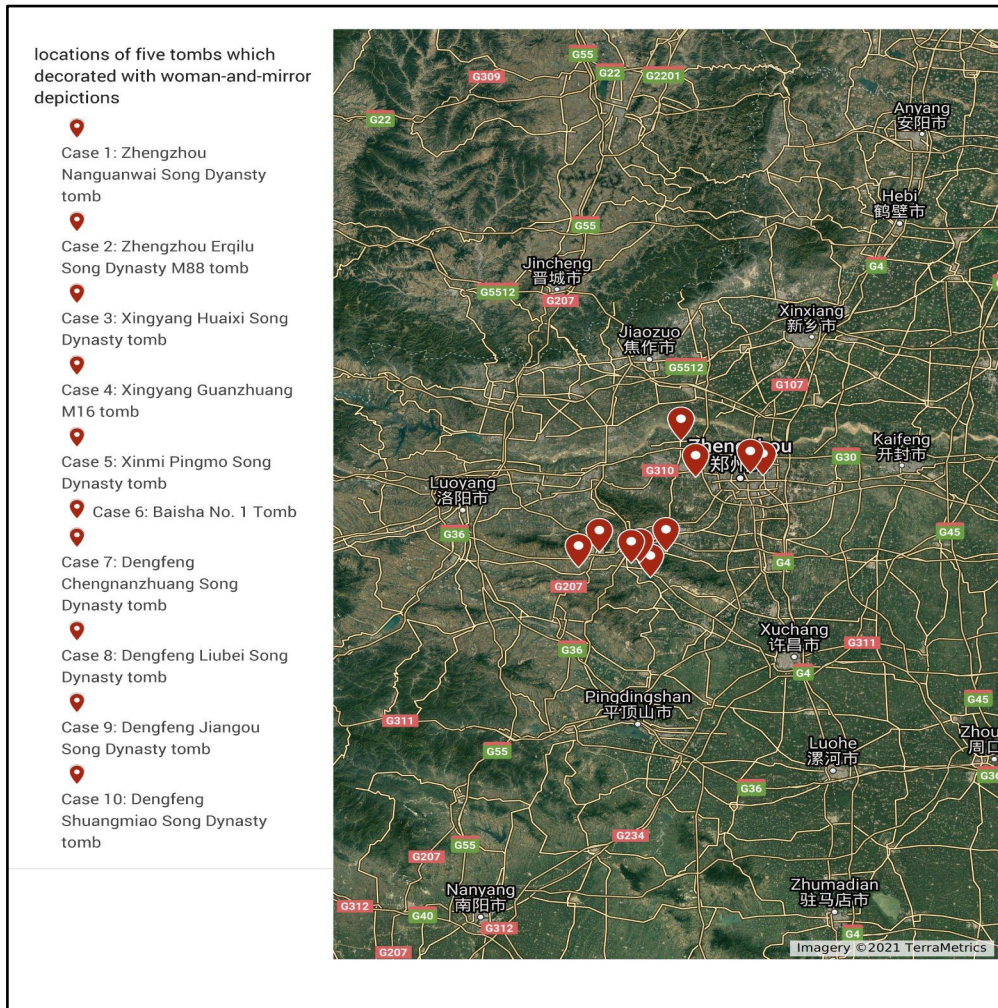 locations of five tombs which
decorated with woman-and-mirror
depictions
Case 1: Zhengzhou
Nanguanwai Song Dyansty
tomb
Case 2: Zhengzhou Erqilu
Song Dynasty M88 tomb
Case 3: Xingyang Huaixi Song
Dynasty tomb
Case 4: Xingyang Guanzhuang
M16 tomb
Case 5: Xinmi Pingmo Song
Dynasty tomb
Case 6: Baisha No. 1 Tomb
Case 7: Dengfeng
Chengnanzhuang Song
Dynasty tomb
Case 8: Dengfeng Liubei Song
Dynasty tomb
Case 9: Dengfeng Jiangou
Song Dynasty tomb
Case 10: Dengfeng
Shuangmiao Song Dynasty
tomb
G55
G309
G22
G2201
G22
Anyang
安阳市
Hebi
鹤壁市
G55
G4
Jincheng
晋城市
G5512
G207
Xinxiang
新乡市
Jiaozuo
焦作市
G5512
G107
Kaifeng
开封市
G310
郑州
G30
Luoyang
洛阳市
G36
G45
G4
G207
Xuchang
许昌市
G311
G36
G4
Pingdingshan
平顶山市
G45
G311
G55
Luohe
漯河市
周口
G36
G36
G234
G55
G207
Nanyang
南阳市
Zhumadian
驻马店市
G312
G40
G312
G4
G207
Imagery ©2021 TerraMetrics